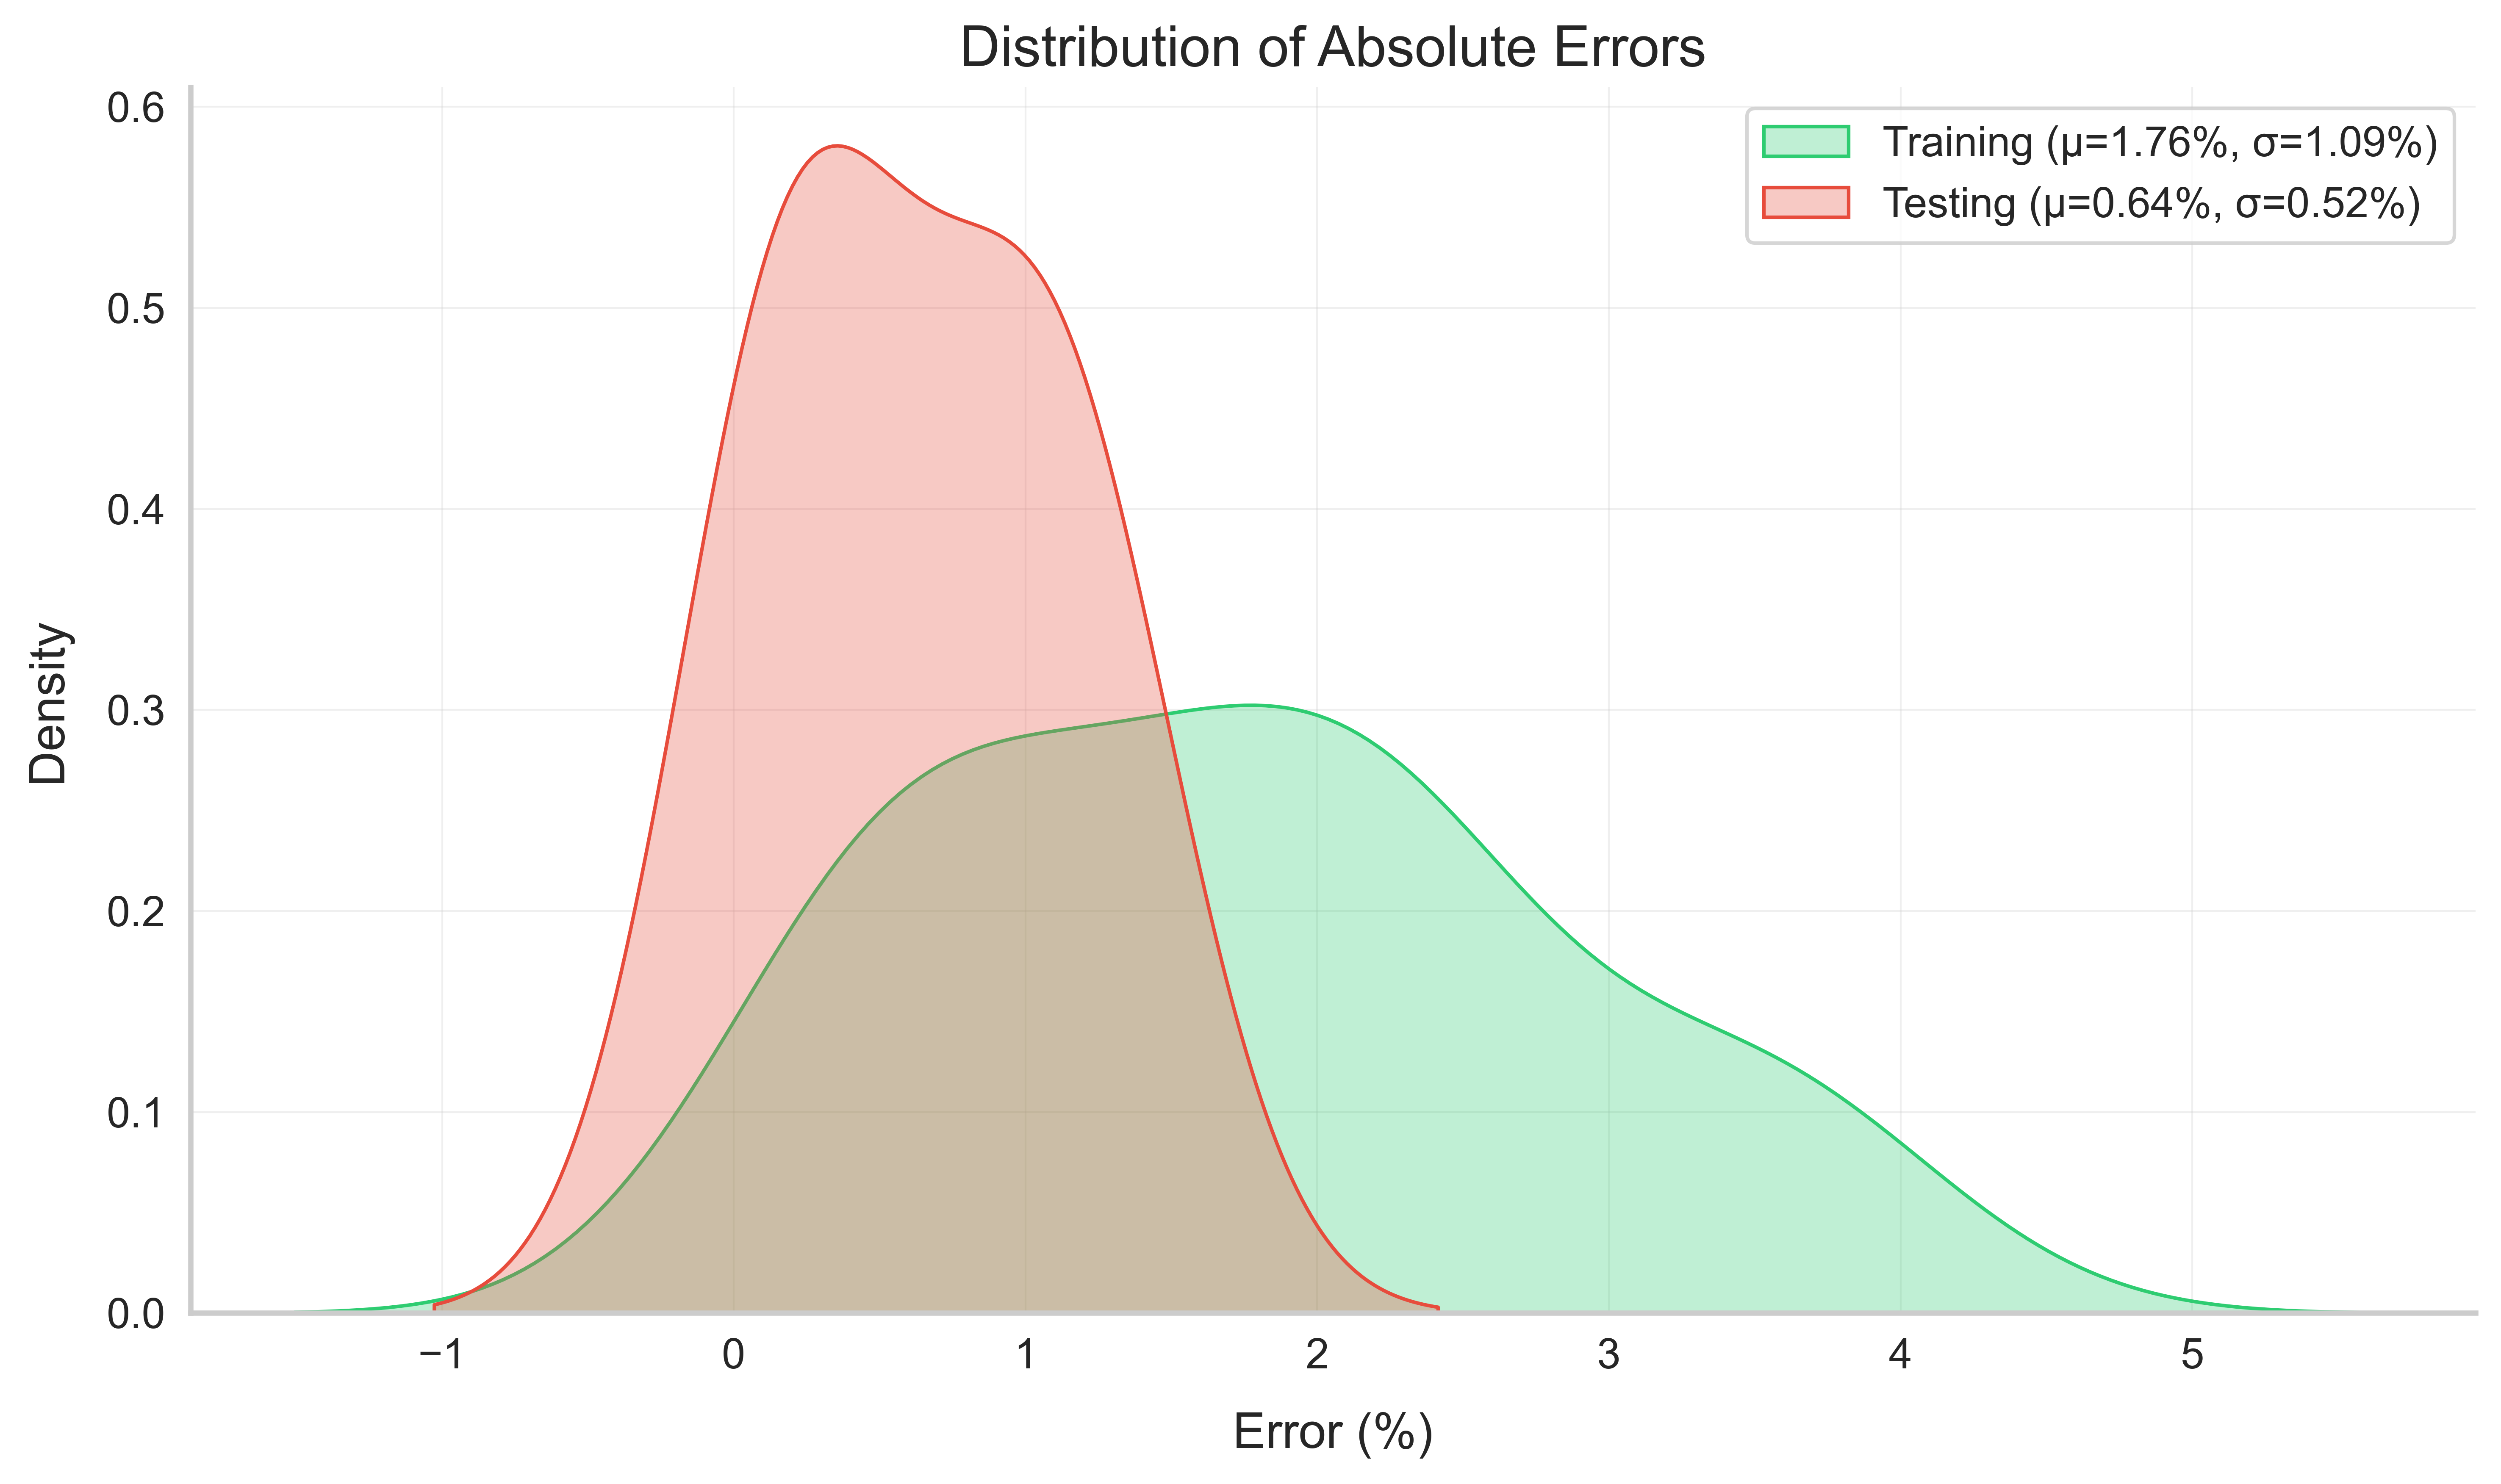 Distribution of Absolute Errors
Training (μ=1.76%, σ=1.09%)
Testing (μ=0.64%, σ=0.52%)
Density
0.6
0.5
0.4
0.3
0.2
0.1
0.0
−1 0 1 2 3 4 5
Error (%)